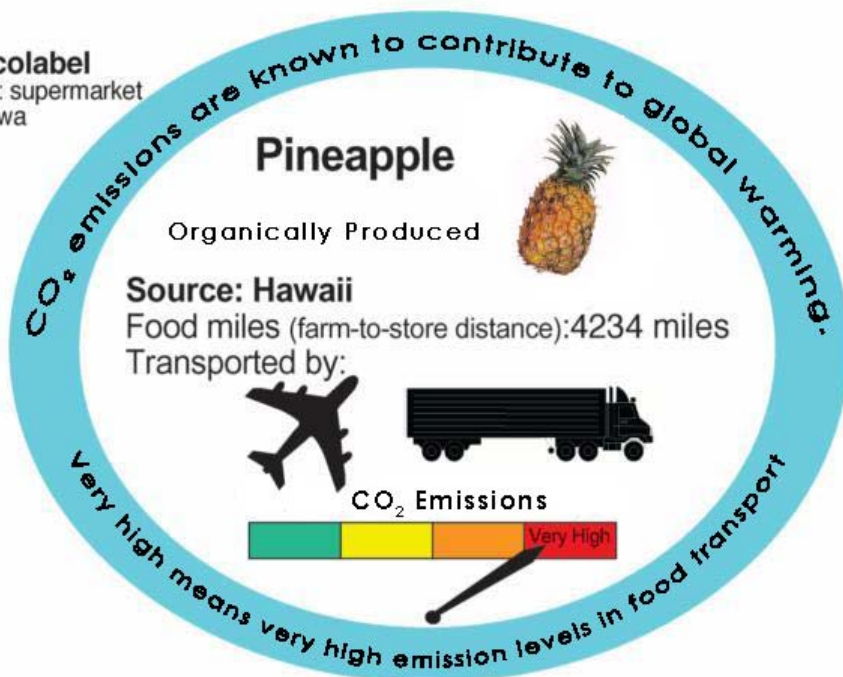 colabel
: supermarket
wa
CO₂ emissions are known to contribute to global warming.
Pineapple
Organically Produced
Source: Hawaii
Food miles (farm-to-store distance):4234 miles
Transported by:
CO₂ Emissions
Very High
Very high means very high emission levels in food transport